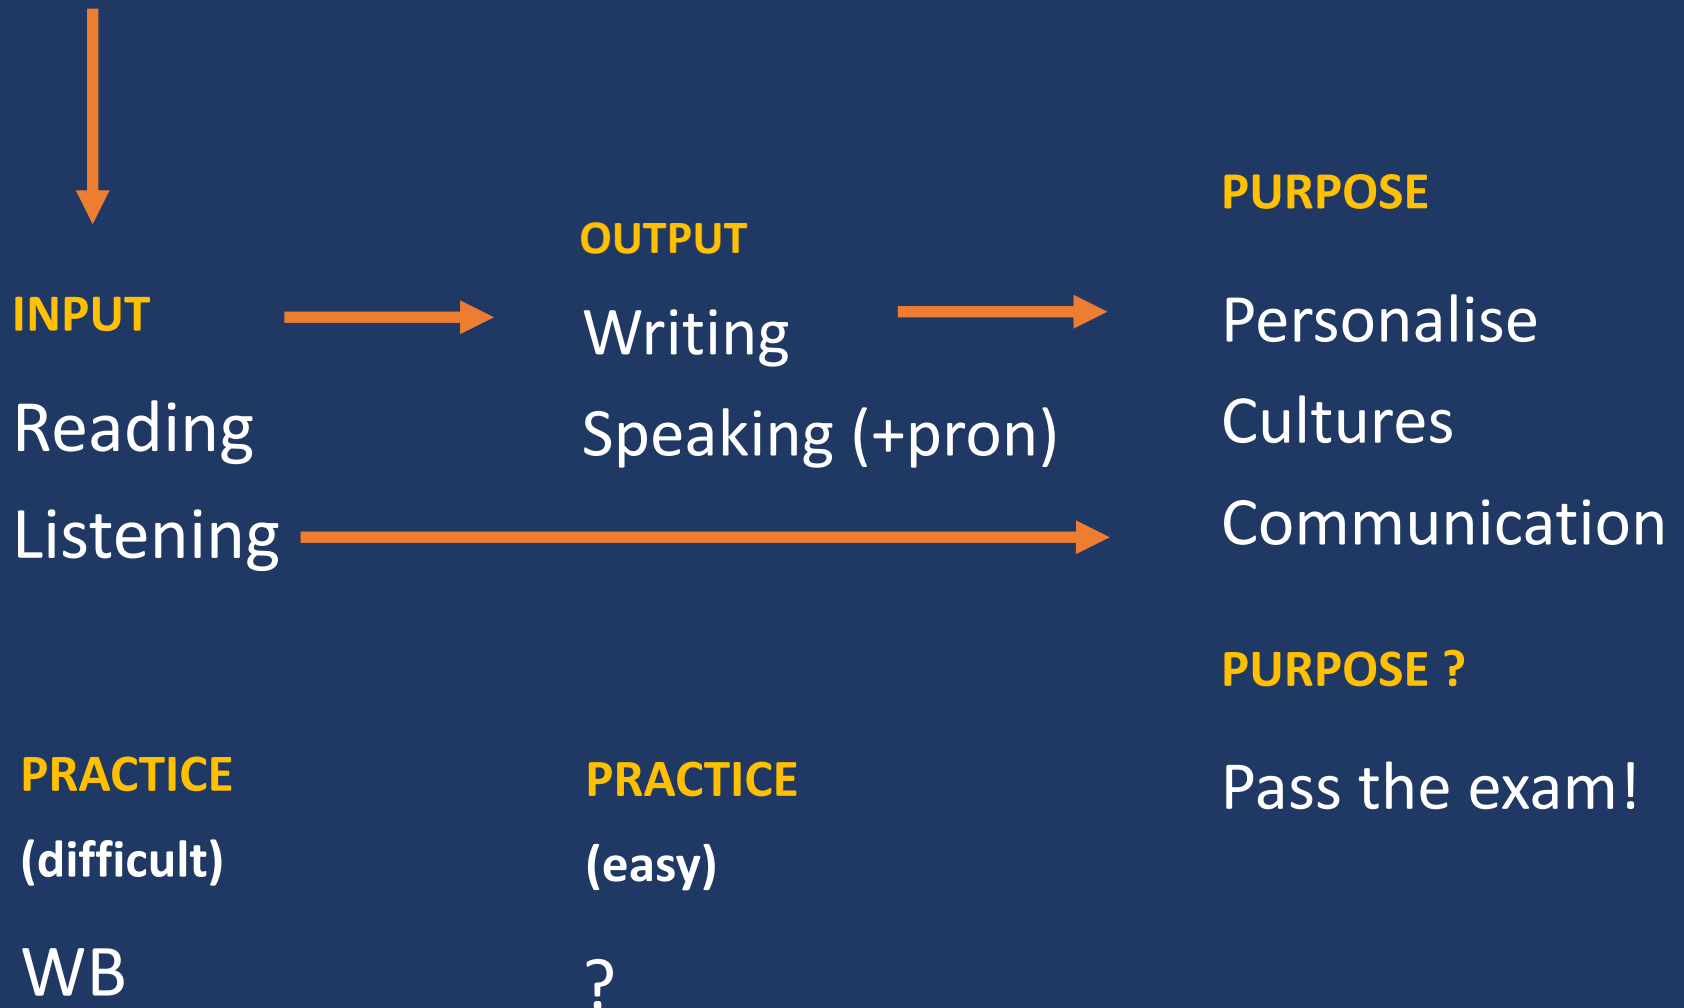 INPUT
Reading
Listening
OUTPUT
Writing
Speaking (+pron)
PURPOSE
Personalise
Cultures
Communication
PURPOSE ?
Pass the exam!
PRACTICE
(difficult)
WB
PRACTICE
(easy)
?